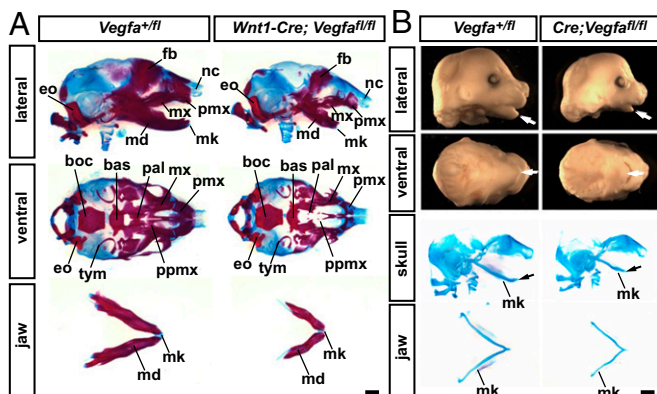 A
Vegfa+/fl
Wnt1-Cre; Vegfafl/fl
lateral
fb
nc
eo
mx
pmx
md
mk
fb
nc
eo
mx
pmx
md
mk
ventral
boc
bas
pal
mx
pmx
eo
tym
ppmx
boc
bas
pal
mx
pmx
eo
tym
ppmx
jaw
mk
md
mk
md
B
Vegfa+/fl
Cre;Vegfafl/fl
lateral
ventral
skull
mk
mk
jaw
mk
mk